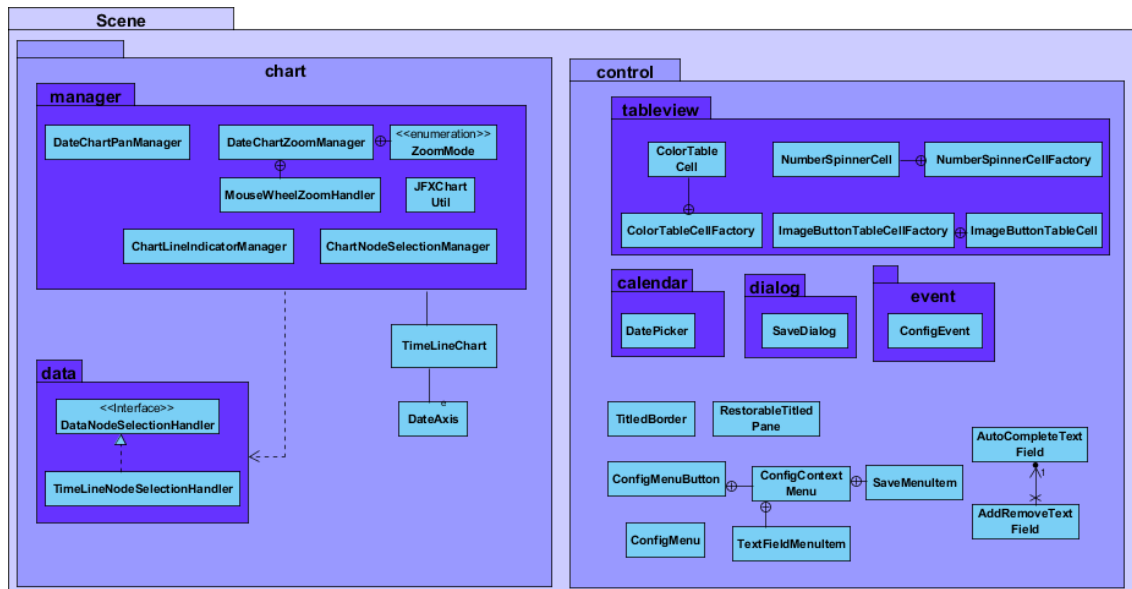 Scene
chart
manager
DateChartPanManager
DateChartZoomManager
<<enumeration>>
ZoomMode
MouseWheelZoomHandler
JFXChart
Util
ChartLineIndicatorManager
ChartNodeSelectionManager
TimeLineChart
DateAxis
data
<<Interface>>
DataNodeSelectionHandler
TimeLineNodeSelectionHandler
control
tableview
ColorTable
Cell
NumberSpinnerCell
NumberSpinnerCellFactory
ColorTableCellFactory
ImageButtonTableCellFactory
ImageButtonTableCell
calendar
DatePicker
dialog
SaveDialog
event
ConfigEvent
TitledBorder
RestorableTitled
Pane
AutoCompleteText
Field
1
AddRemoveText
Field
ConfigMenuButton
ConfigContext
Menu
SaveMenuItem
ConfigMenu
TextFieldMenuItem